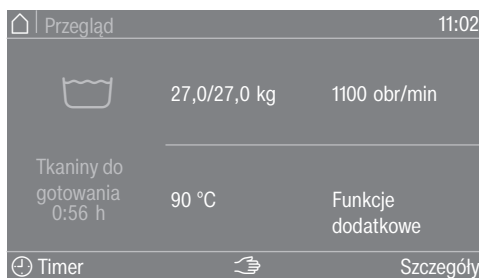 Przegląd 11:02
27,0/27,0 kg 1100 obr/min
Tkaniny do
gotowania
0:56 h
90 °C Funkcje
dodatkowe
Timer Szczegóły